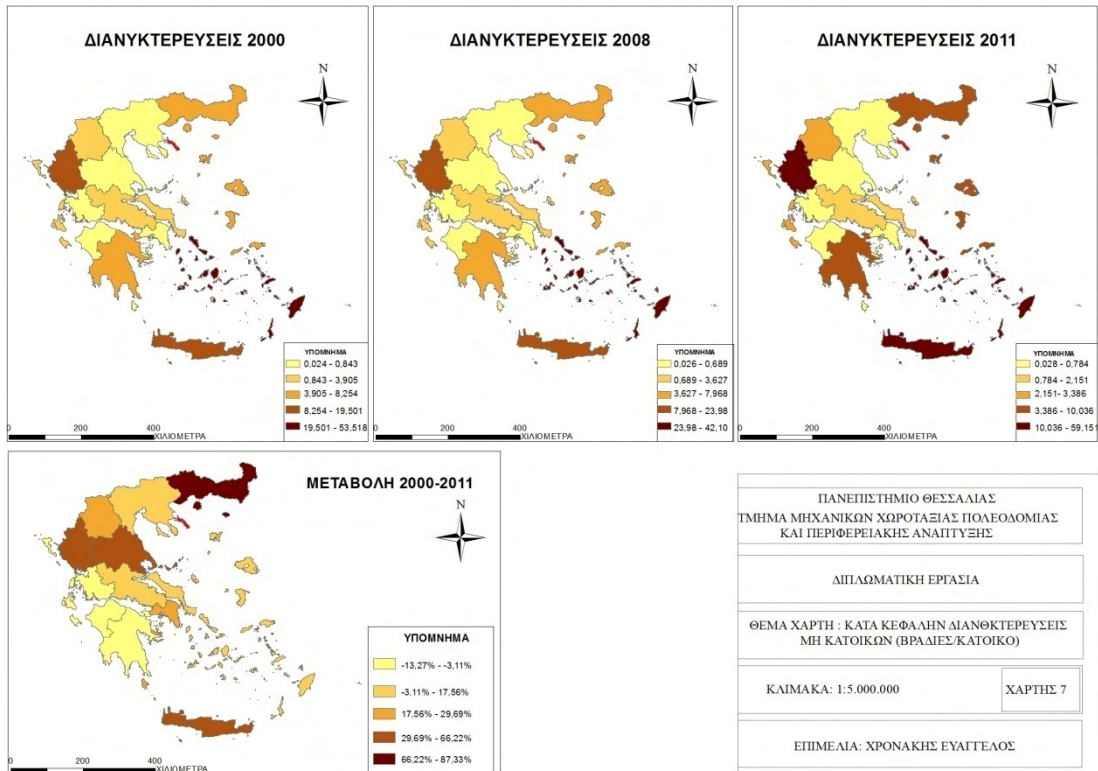 ΔΙΑΝΥΚΤΕΡΕΥΣΕΙΣ 2000
N
ΥΠΟΜΝΗΜΑ
0,024 - 0,843
0,843 - 3,905
3,905 - 8,254
8,254 - 19,501
19,501 - 53,518
0 200 400
ΧΙΛΙΟΜΕΤΡΑ
ΔΙΑΝΥΚΤΕΡΕΥΣΕΙΣ 2008
N
ΥΠΟΜΝΗΜΑ
0,026 - 0,689
0,689 - 3,627
3,627 - 7,968
7,968 - 23,98
23,98 - 42,10
0 200 400
ΧΙΛΙΟΜΕΤΡΑ
ΔΙΑΝΥΚΤΕΡΕΥΣΕΙΣ 2011
N
ΥΠΟΜΝΗΜΑ
0,028 - 0,784
0,784 - 2,151
2,151- 3,386
3,386 - 10,036
10,036 - 59,151
0 200 400
ΧΙΛΙΟΜΕΤΡΑ
ΜΕΤΑΒΟΛΗ 2000-2011
N
ΥΠΟΜΝΗΜΑ
-13,27% - -3,11%
-3,11% - 17,56%
17,56% - 29,69%
29,69% - 66,22%
66,22% - 87,33%
0 200 400
ΧΙΛΙΟΜΕΤΡΑ
ΠΑΝΕΠΙΣΤΗΜΙΟ ΘΕΣΣΑΛΙΑΣ
ΤΜΗΜΑ ΜΗΧΑΝΙΚΩΝ ΧΩΡΟΤΑΞΙΑΣ ΠΟΛΕΟΔΟΜΙΑΣ
ΚΑΙ ΠΕΡΙΦΕΡΕΙΑΚΗΣ ΑΝΑΠΤΥΞΗΣ
ΔΙΠΛΩΜΑΤΙΚΗ ΕΡΓΑΣΙΑ
ΘΕΜΑ ΧΑΡΤΗ : ΚΑΤΑ ΚΕΦΑΛΗΝ ΔΙΑΝΘΚΤΕΡΕΥΣΕΙΣ
ΜΗ ΚΑΤΟΙΚΩΝ (ΒΡΑΔΙΕΣ/ΚΑΤΟΙΚΟ)
ΚΛΙΜΑΚΑ: 1:5.000.000
ΧΑΡΤΗΣ 7
ΕΠΙΜΕΛΙΑ: ΧΡΟΝΑΚΗΣ ΕΥΑΓΓΕΛΟΣ